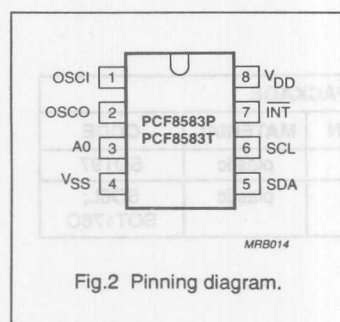 OSCI 1 8 VDD
OSCO 2 7 INT
PCF8583P
PCF8583T
A0 3 6 SCL
VSS 4 5 SDA
MRB014
Fig.2 Pinning diagram.